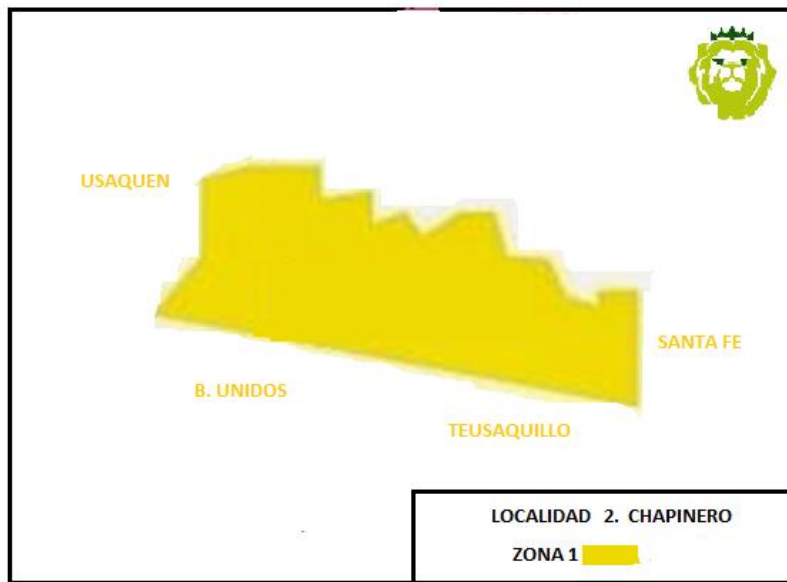 USAQUEN
SANTA FE
B. UNIDOS
TEUSAQUILLO
LOCALIDAD 2. CHAPINERO
ZONA 1